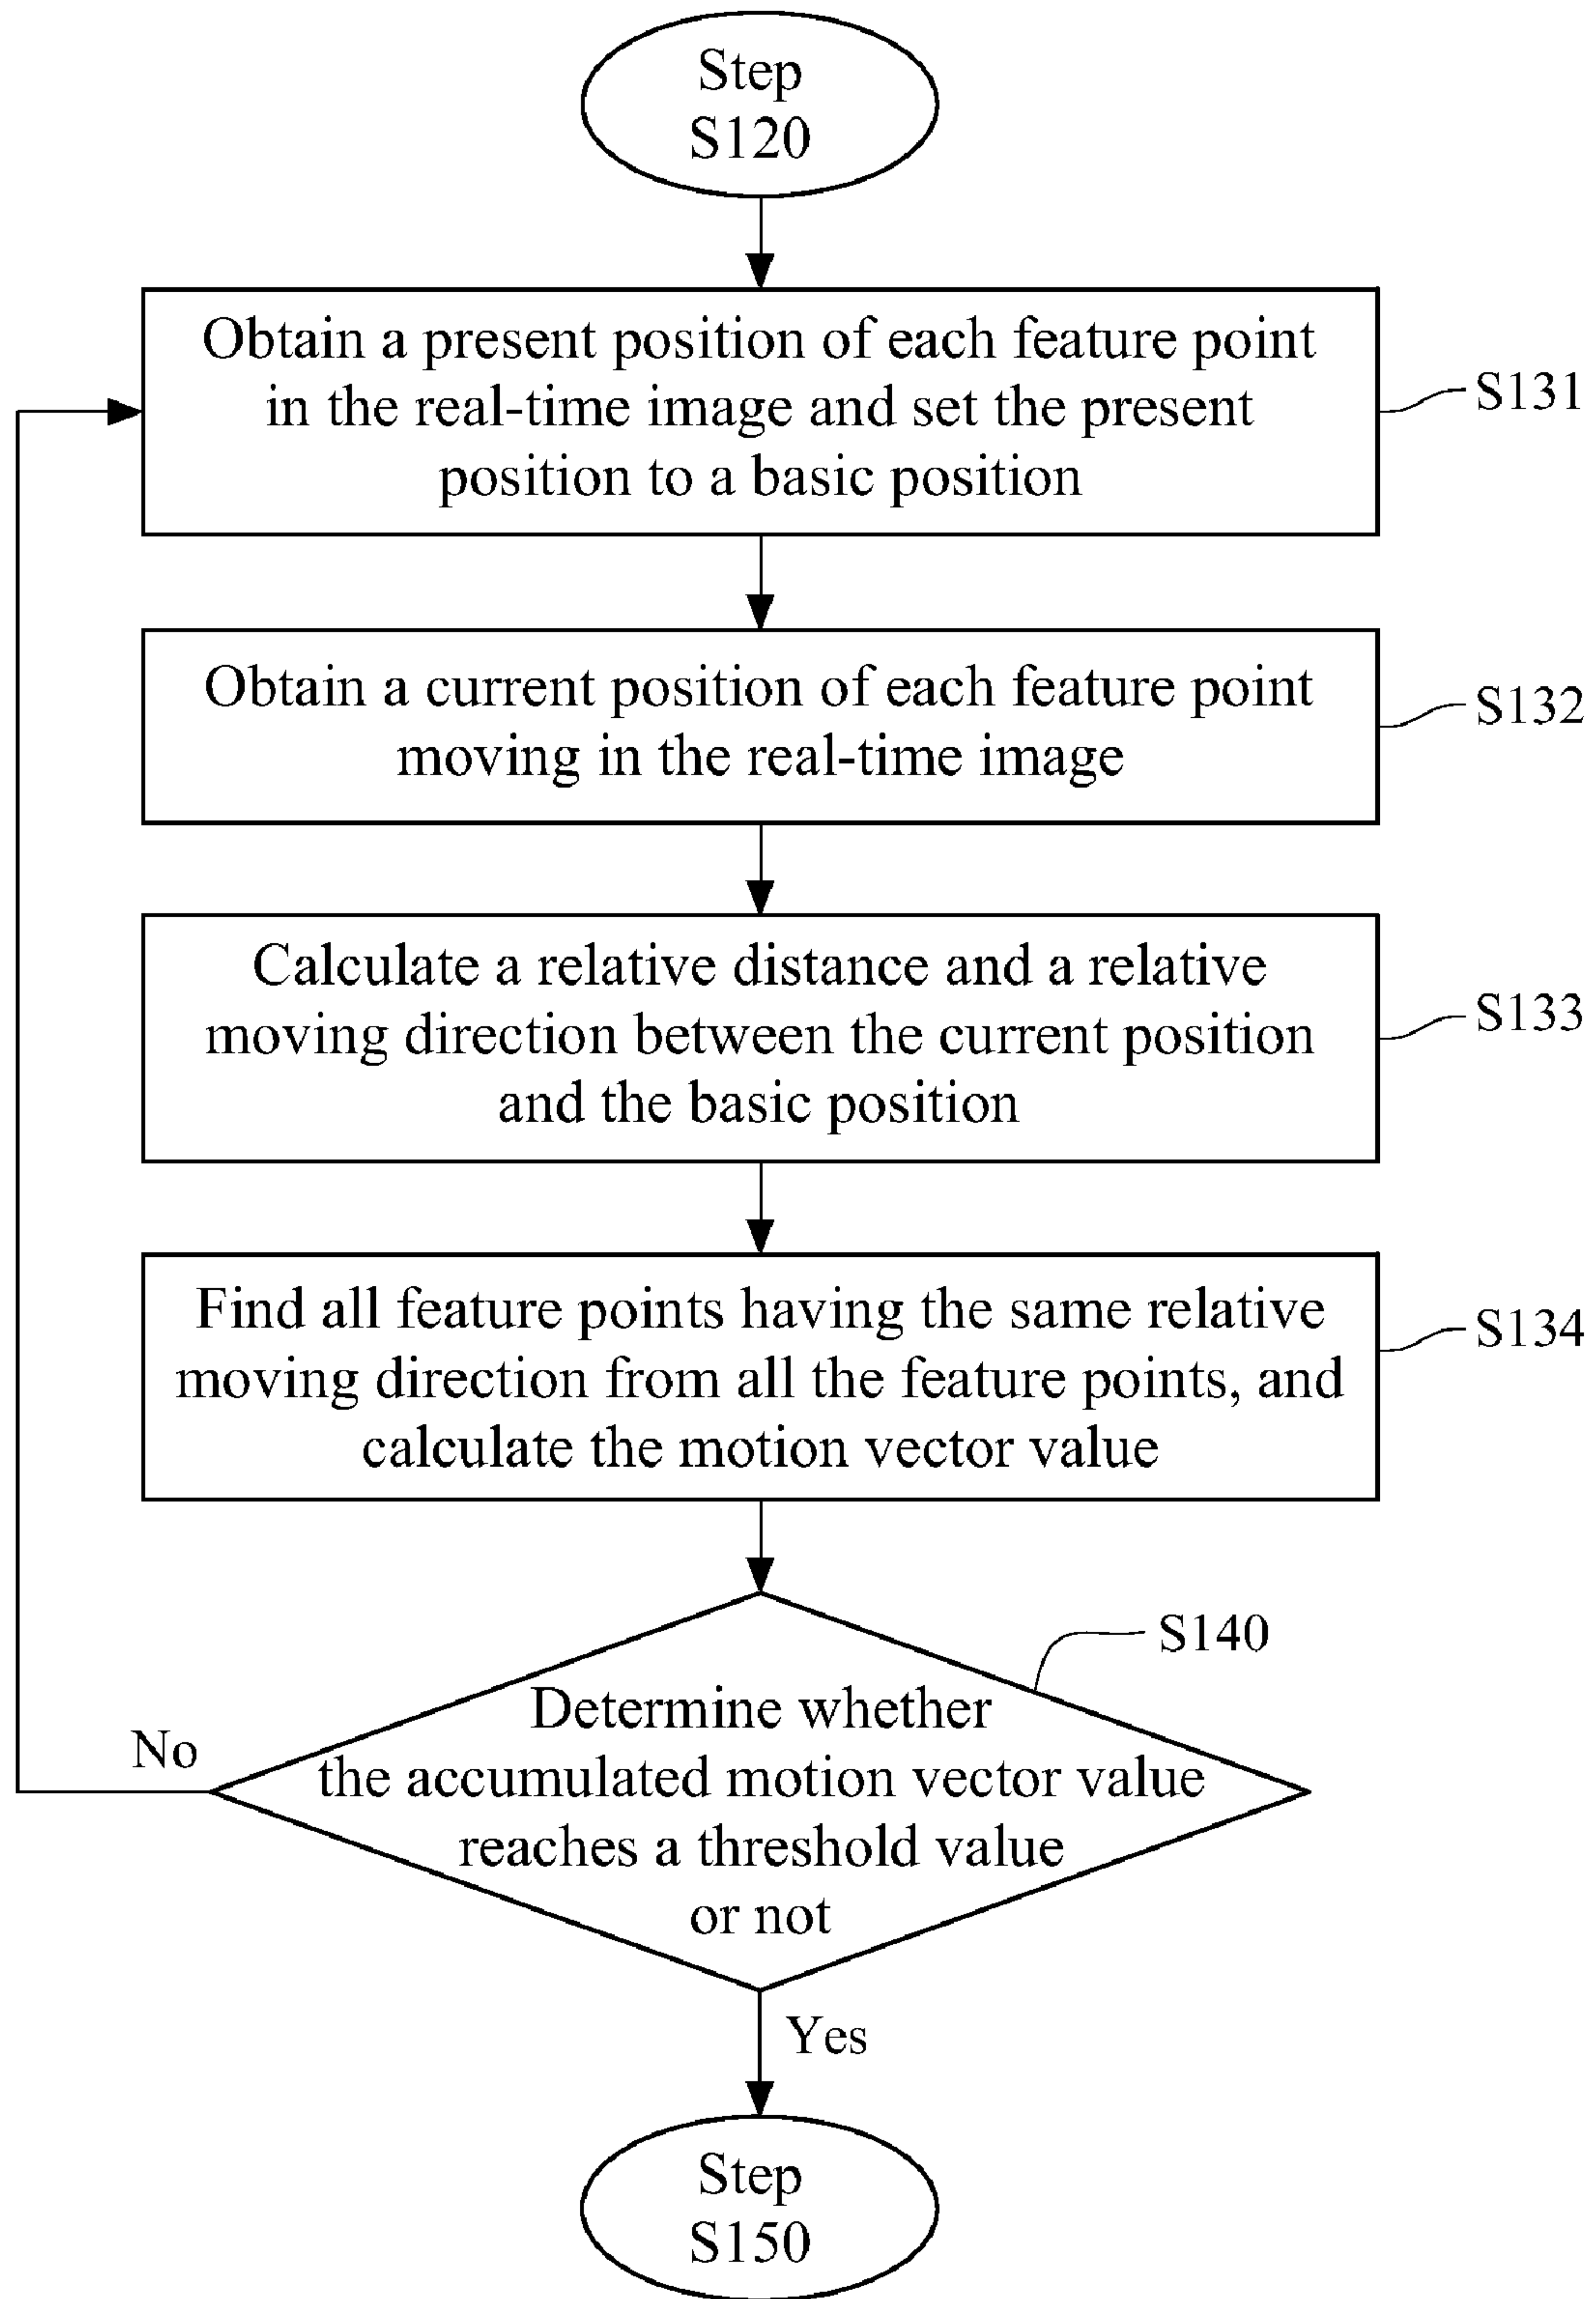 Step
S120
Obtain a present position of each feature point
in the real-time image and set the present
position to a basic position
S131
Obtain a current position of each feature point
moving in the real-time image
S132
Calculate a relative distance and a relative
moving direction between the current position
and the basic position
S133
Find all feature points having the same relative
moving direction from all the feature points, and
calculate the motion vector value
S134
S140
Determine whether
the accumulated motion vector value
reaches a threshold value
or not
No
Yes
Step
S150